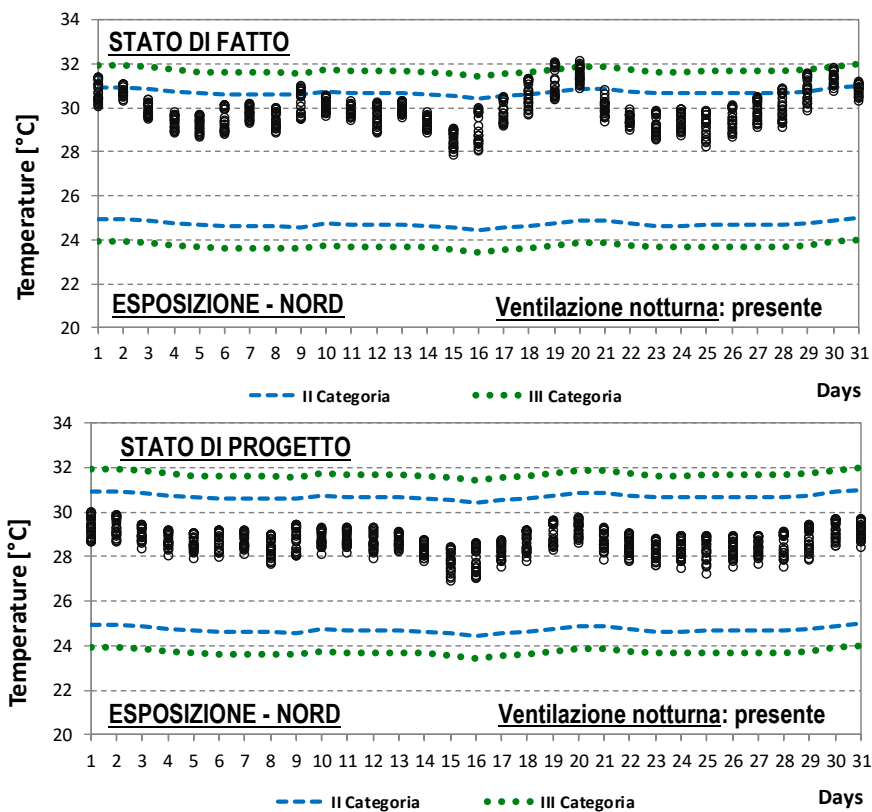 34
STATO DI FATTO
32
30
28
26
24
22
20
Temperature [°C]
ESPOSIZIONE - NORD
Ventilazione notturna: presente
1 2 3 4 5 6 7 8 9 10 11 12 13 14 15 16 17 18 19 20 21 22 23 24 25 26 27 28 29 30 31
II Categoria
III Categoria
Days
34
STATO DI PROGETTO
32
30
28
26
24
22
20
Temperature [°C]
ESPOSIZIONE - NORD
Ventilazione notturna: presente
1 2 3 4 5 6 7 8 9 10 11 12 13 14 15 16 17 18 19 20 21 22 23 24 25 26 27 28 29 30 31
II Categoria
III Categoria
Days